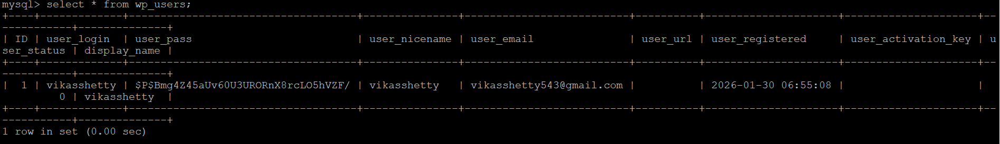 mysql> select * from wp_users;
+----+-------------+------------------------------------+---------------+--------------------------+----------+---------------------+---------------------+--
-----------+--------------+
| ID | user_login  | user_pass                          | user_nicename | user_email               | user_url | user_registered     | user_activation_key | u
ser_status | display_name |
+----+-------------+------------------------------------+---------------+--------------------------+----------+---------------------+---------------------+--
-----------+--------------+
|  1 | vikasshetty | $P$Bmg4Z45aUv60U3URORnX8rcLO5hVZF/ | vikasshetty   | vikasshetty543@gmail.com |          | 2026-01-30 06:55:08 |                     |
         0 | vikasshetty  |
+----+-------------+------------------------------------+---------------+--------------------------+----------+---------------------+---------------------+--
-----------+--------------+
1 row in set (0.00 sec)